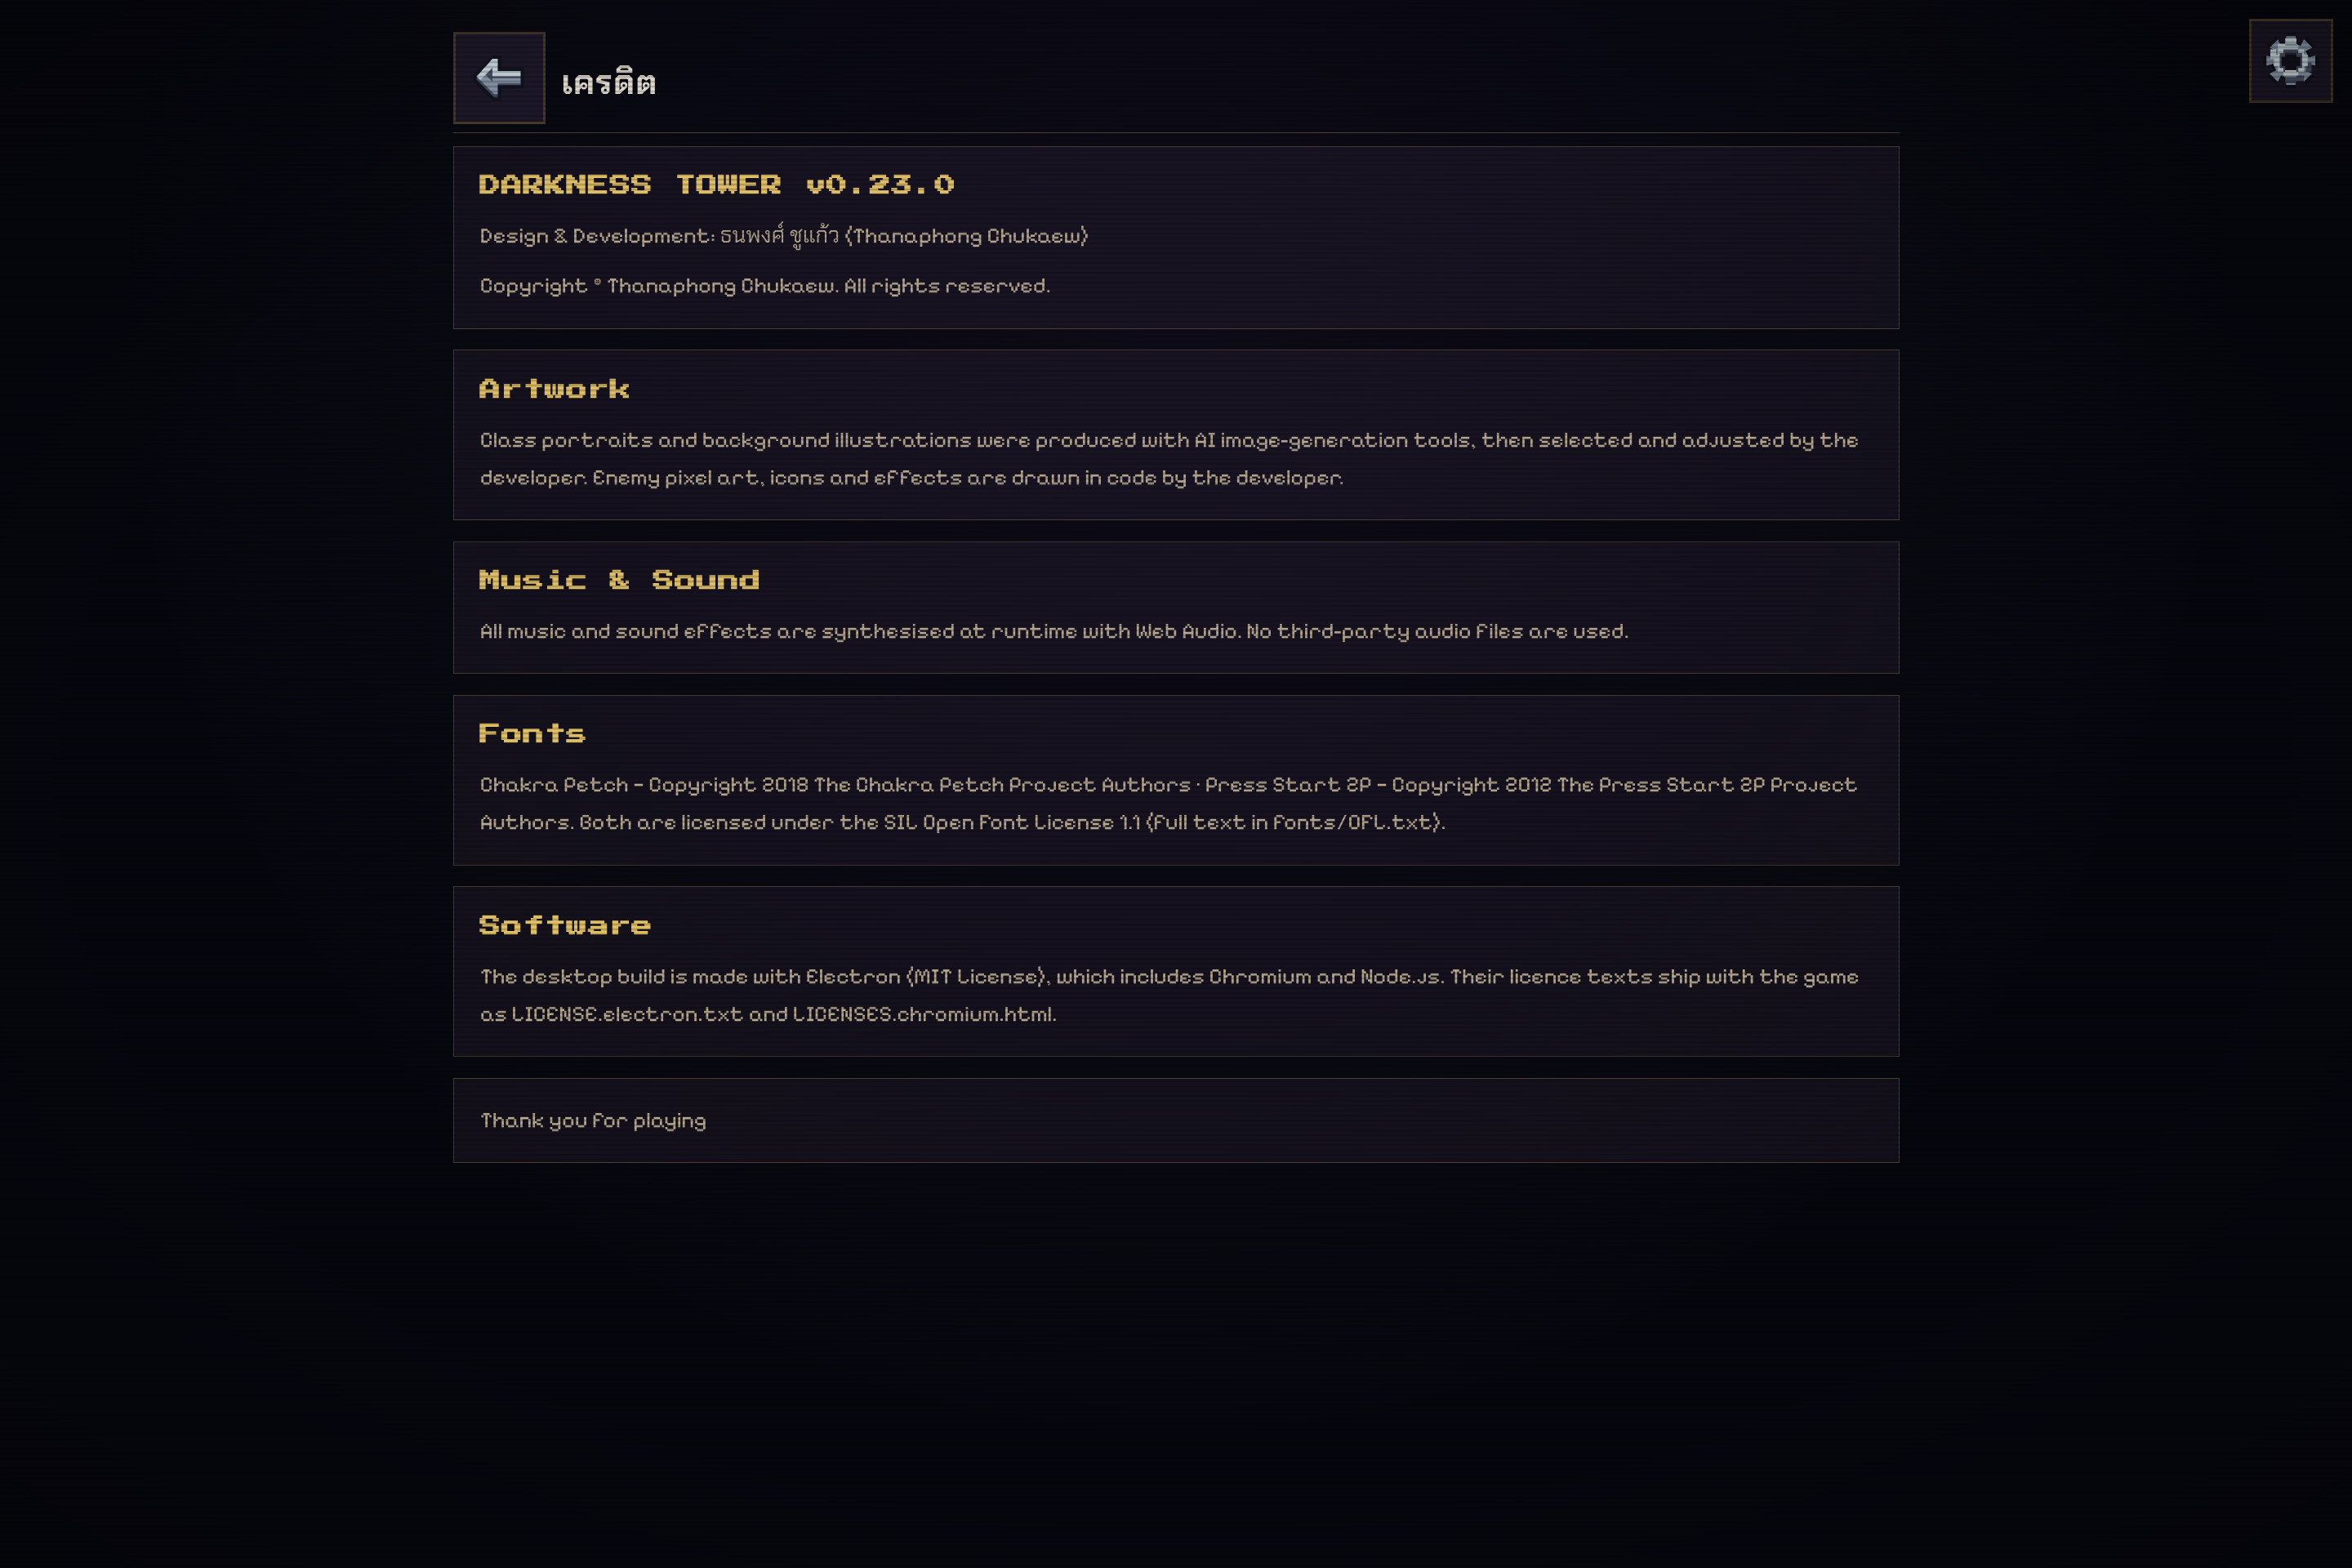 เครดิต
DARKNESS TOWER v0.23.0
Design & Development: ธนพงศ์ ชูแก้ว (Thanaphong Chukaew)
Copyright © Thanaphong Chukaew. All rights reserved.
Artwork
Class portraits and background illustrations were produced with AI image-generation tools, then selected and adjusted by the
developer. Enemy pixel art, icons and effects are drawn in code by the developer.
Music & Sound
All music and sound effects are synthesised at runtime with Web Audio. No third-party audio files are used.
Fonts
Chakra Petch - Copyright 2018 The Chakra Petch Project Authors · Press Start 2P - Copyright 2012 The Press Start 2P Project
Authors. Both are licensed under the SIL Open Font License 1.1 (full text in fonts/OFL.txt).
Software
The desktop build is made with Electron (MIT License), which includes Chromium and Node.js. Their licence texts ship with the game
as LICENSE.electron.txt and LICENSES.chromium.html.
Thank you for playing